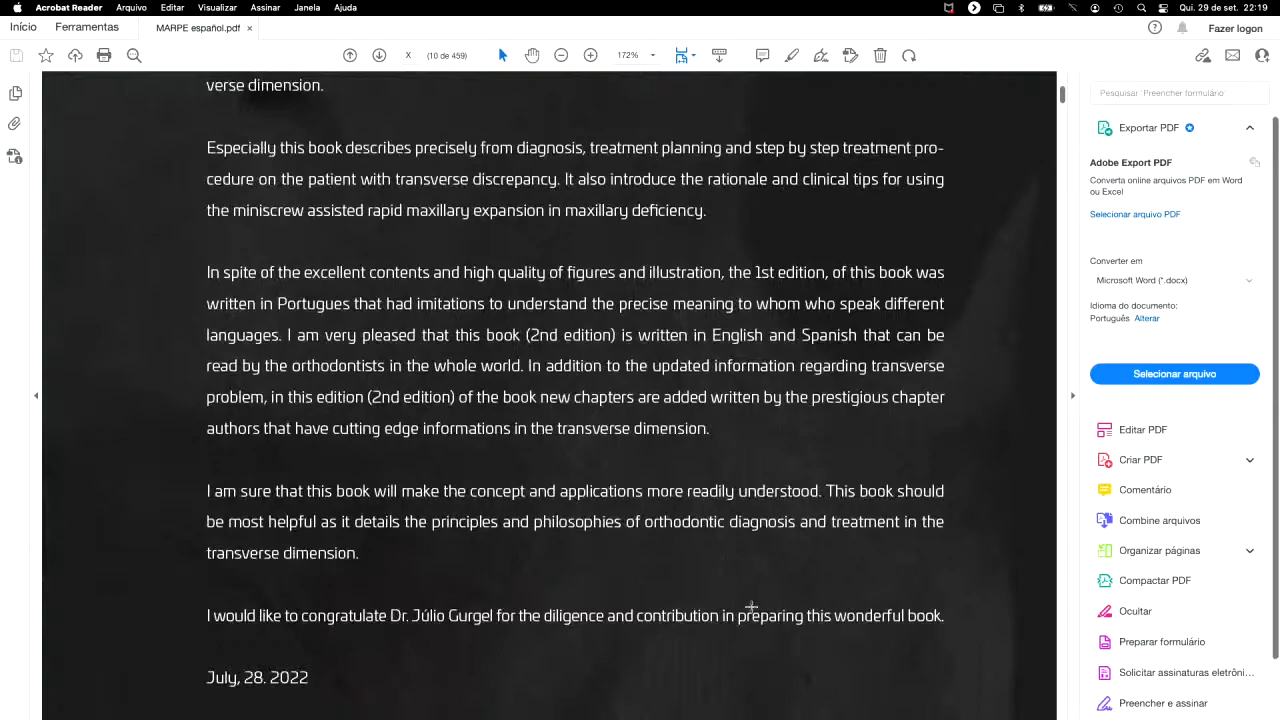 Acrobat Reader Arquivo Editar Visualizar Assinar Janela Ajuda Qui. 29 de set. 22:19
Início Ferramentas MARPE español.pdf × Fazer logon
X (10 de 459) 172%
verse dimension.
Especially this book describes precisely from diagnosis, treatment planning and step by step treatment pro-
cedure on the patient with transverse discrepancy. It also introduce the rationale and clinical tips for using
the miniscrew assisted rapid maxillary expansion in maxillary deficiency.
In spite of the excellent contents and high quality of figures and illustration, the 1st edition, of this book was
written in Portugues that had imitations to understand the precise meaning to whom who speak different
languages. I am very pleased that this book (2nd edition) is written in English and Spanish that can be
read by the orthodontists in the whole world. In addition to the updated information regarding transverse
problem, in this edition (2nd edition) of the book new chapters are added written by the prestigious chapter
authors that have cutting edge informations in the transverse dimension.
I am sure that this book will make the concept and applications more readily understood. This book should
be most helpful as it details the principles and philosophies of orthodontic diagnosis and treatment in the
transverse dimension.
I would like to congratulate Dr. Júlio Gurgel for the diligence and contribution in preparing this wonderful book.
July, 28. 2022
Pesquisar 'Preencher formulário'
Exportar PDF
Adobe Export PDF
Converta online arquivos PDF em Word
ou Excel
Selecionar arquivo PDF
Converter em
Microsoft Word (*.docx)
Idioma do documento:
Português Alterar
Selecionar arquivo
Editar PDF
Criar PDF
Comentário
Combine arquivos
Organizar páginas
Compactar PDF
Ocultar
Preparar formulário
Solicitar assinaturas eletrôni...
Preencher e assinar